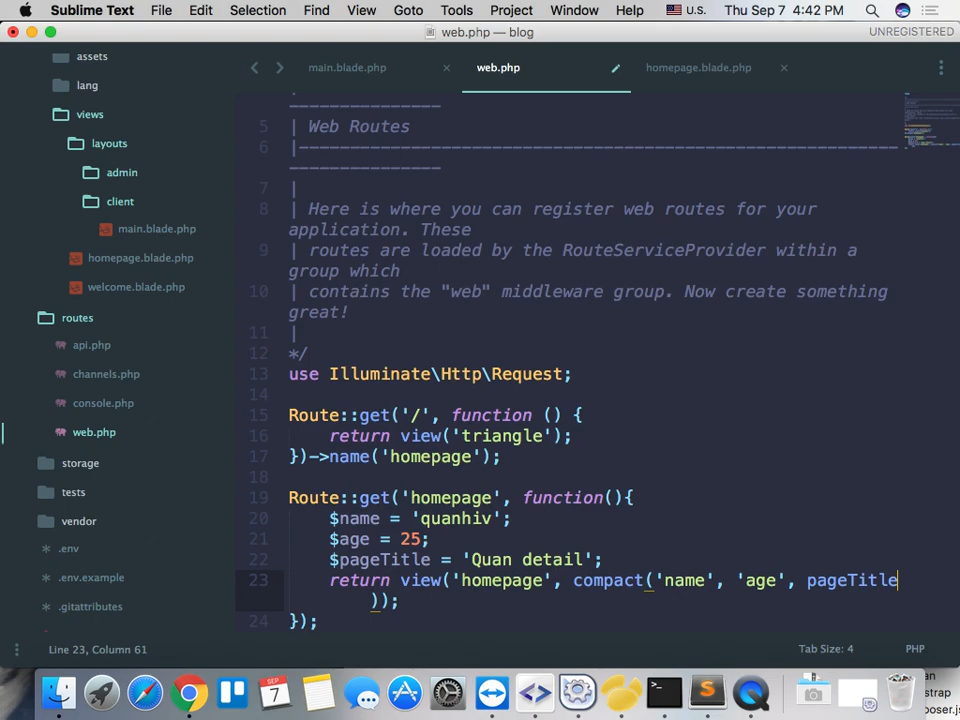 Sublime Text File Edit Selection Find View Goto Tools Project Window Help U.S. Thu Sep 7 4:42 PM
web.php — blog UNREGISTERED
assets
lang
views
layouts
admin
client
main.blade.php
homepage.blade.php
welcome.blade.php
routes
api.php
channels.php
console.php
web.php
storage
tests
vendor
.env
.env.example
.gitattributes
main.blade.php × web.php homepage.blade.php ×
---------------
5 | Web Routes
6 |-----------------------------------------------------------
---------------
7 |
8 | Here is where you can register web routes for your
application. These
9 | routes are loaded by the RouteServiceProvider within a
group which
10 | contains the "web" middleware group. Now create something
great!
11 |
12 */
13 use Illuminate\Http\Request;
14
15 Route::get('/', function () {
16 return view('triangle');
17 })->name('homepage');
18
19 Route::get('homepage', function(){
20 $name = 'quanhiv';
21 $age = 25;
22 $pageTitle = 'Quan detail';
23 return view('homepage', compact('name', 'age', pageTitle
));
24 });
Line 23, Column 61 Tab Size: 4 PHP
SEP
7
an
strap
poser.js